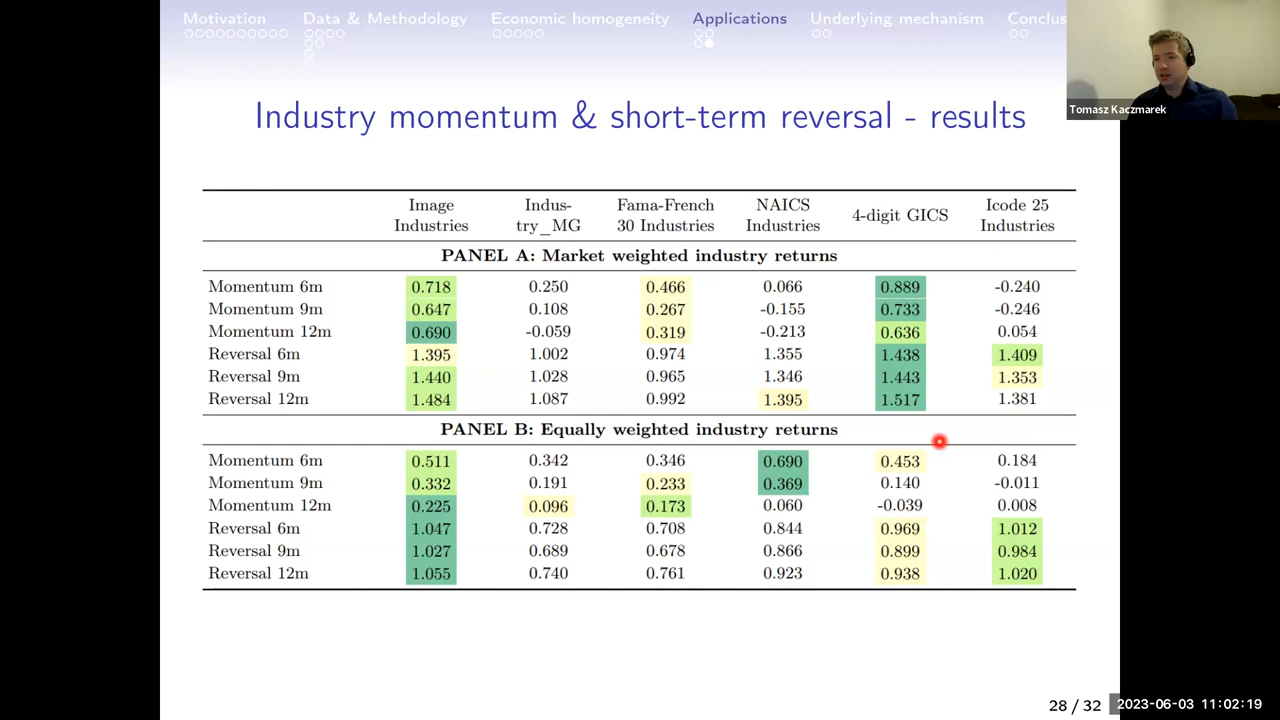 Motivation Data & Methodology Economic homogeneity Applications Underlying mechanism Conclus
Tomasz Kaczmarek
Industry momentum & short-term reversal - results
Image Industries Indus-try_MG Fama-French 30 Industries NAICS Industries 4-digit GICS Icode 25 Industries
PANEL A: Market weighted industry returns
Momentum 6m 0.718 0.250 0.466 0.066 0.889 -0.240
Momentum 9m 0.647 0.108 0.267 -0.155 0.733 -0.246
Momentum 12m 0.690 -0.059 0.319 -0.213 0.636 0.054
Reversal 6m 1.395 1.002 0.974 1.355 1.438 1.409
Reversal 9m 1.440 1.028 0.965 1.346 1.443 1.353
Reversal 12m 1.484 1.087 0.992 1.395 1.517 1.381
PANEL B: Equally weighted industry returns
Momentum 6m 0.511 0.342 0.346 0.690 0.453 0.184
Momentum 9m 0.332 0.191 0.233 0.369 0.140 -0.011
Momentum 12m 0.225 0.096 0.173 0.060 -0.039 0.008
Reversal 6m 1.047 0.728 0.708 0.844 0.969 1.012
Reversal 9m 1.027 0.689 0.678 0.866 0.899 0.984
Reversal 12m 1.055 0.740 0.761 0.923 0.938 1.020
28 / 32
2023-06-03 11:02:19